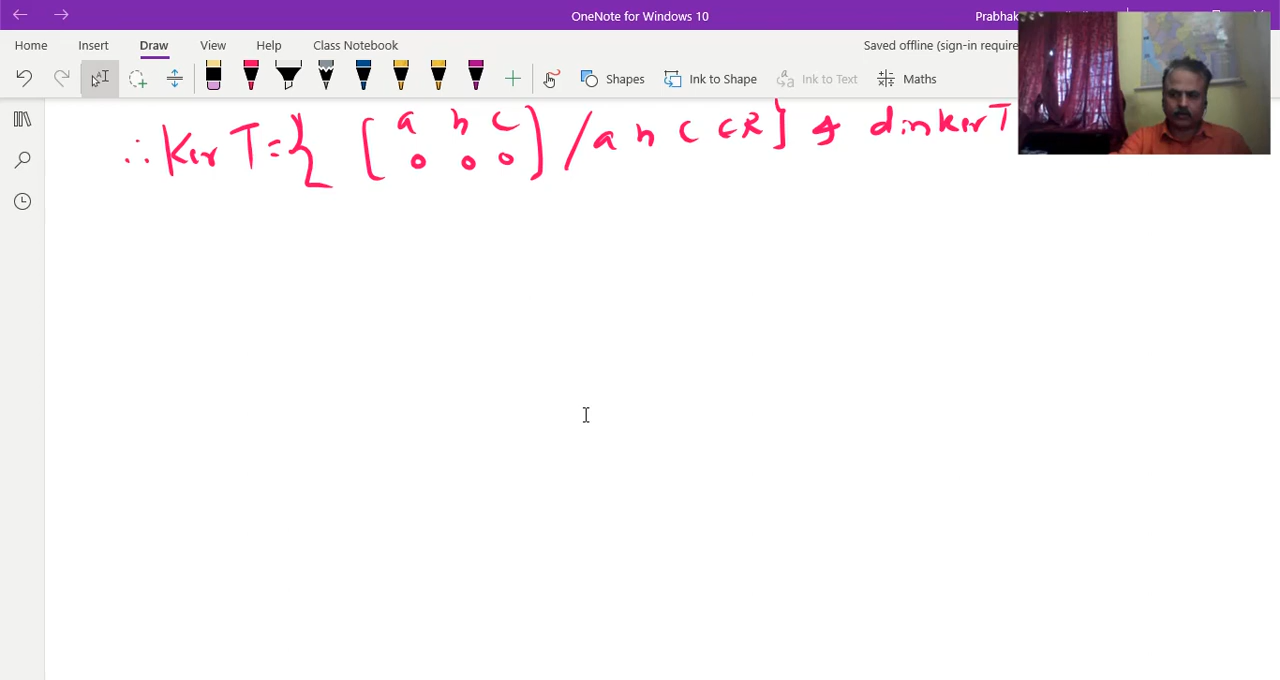 OneNote for Windows 10
Prabhak
Home Insert Draw View Help Class Notebook
Saved offline (sign-in require
Shapes Ink to Shape Ink to Text Maths
∴ Ker T = { [ a b c / a b c ∈ R } & dim ker T
0 0 0 ]